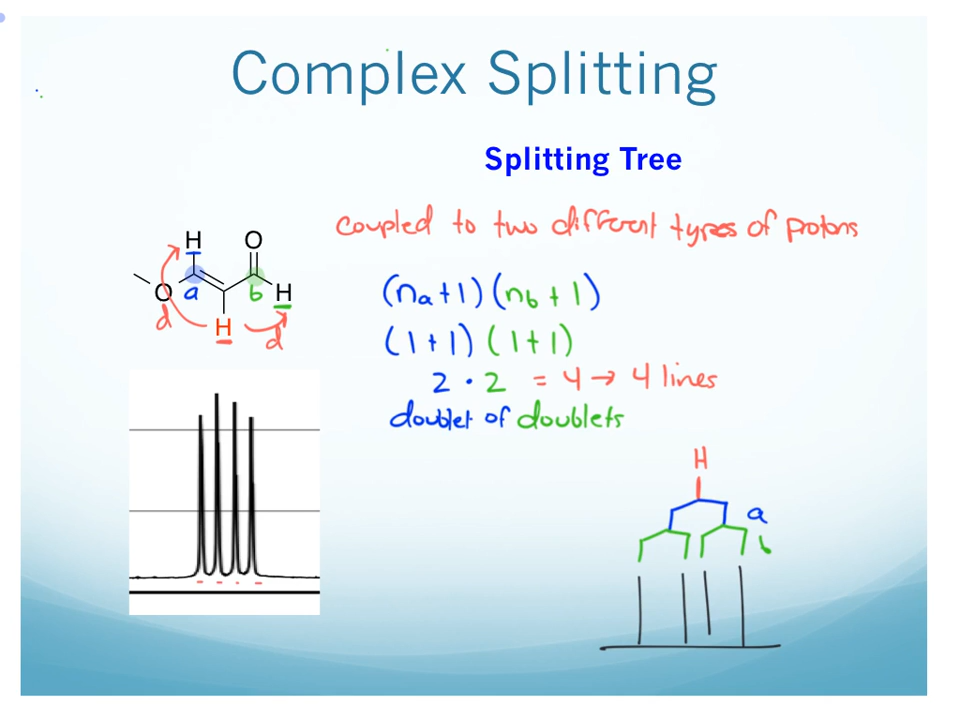 Complex Splitting
Splitting Tree
coupled to two different types of protons
H O
O a b H
d H d
(na+1)(nb+1)
(1+1)(1+1)
2 · 2 = 4 → 4 lines
doublet of doublets
H
a
b